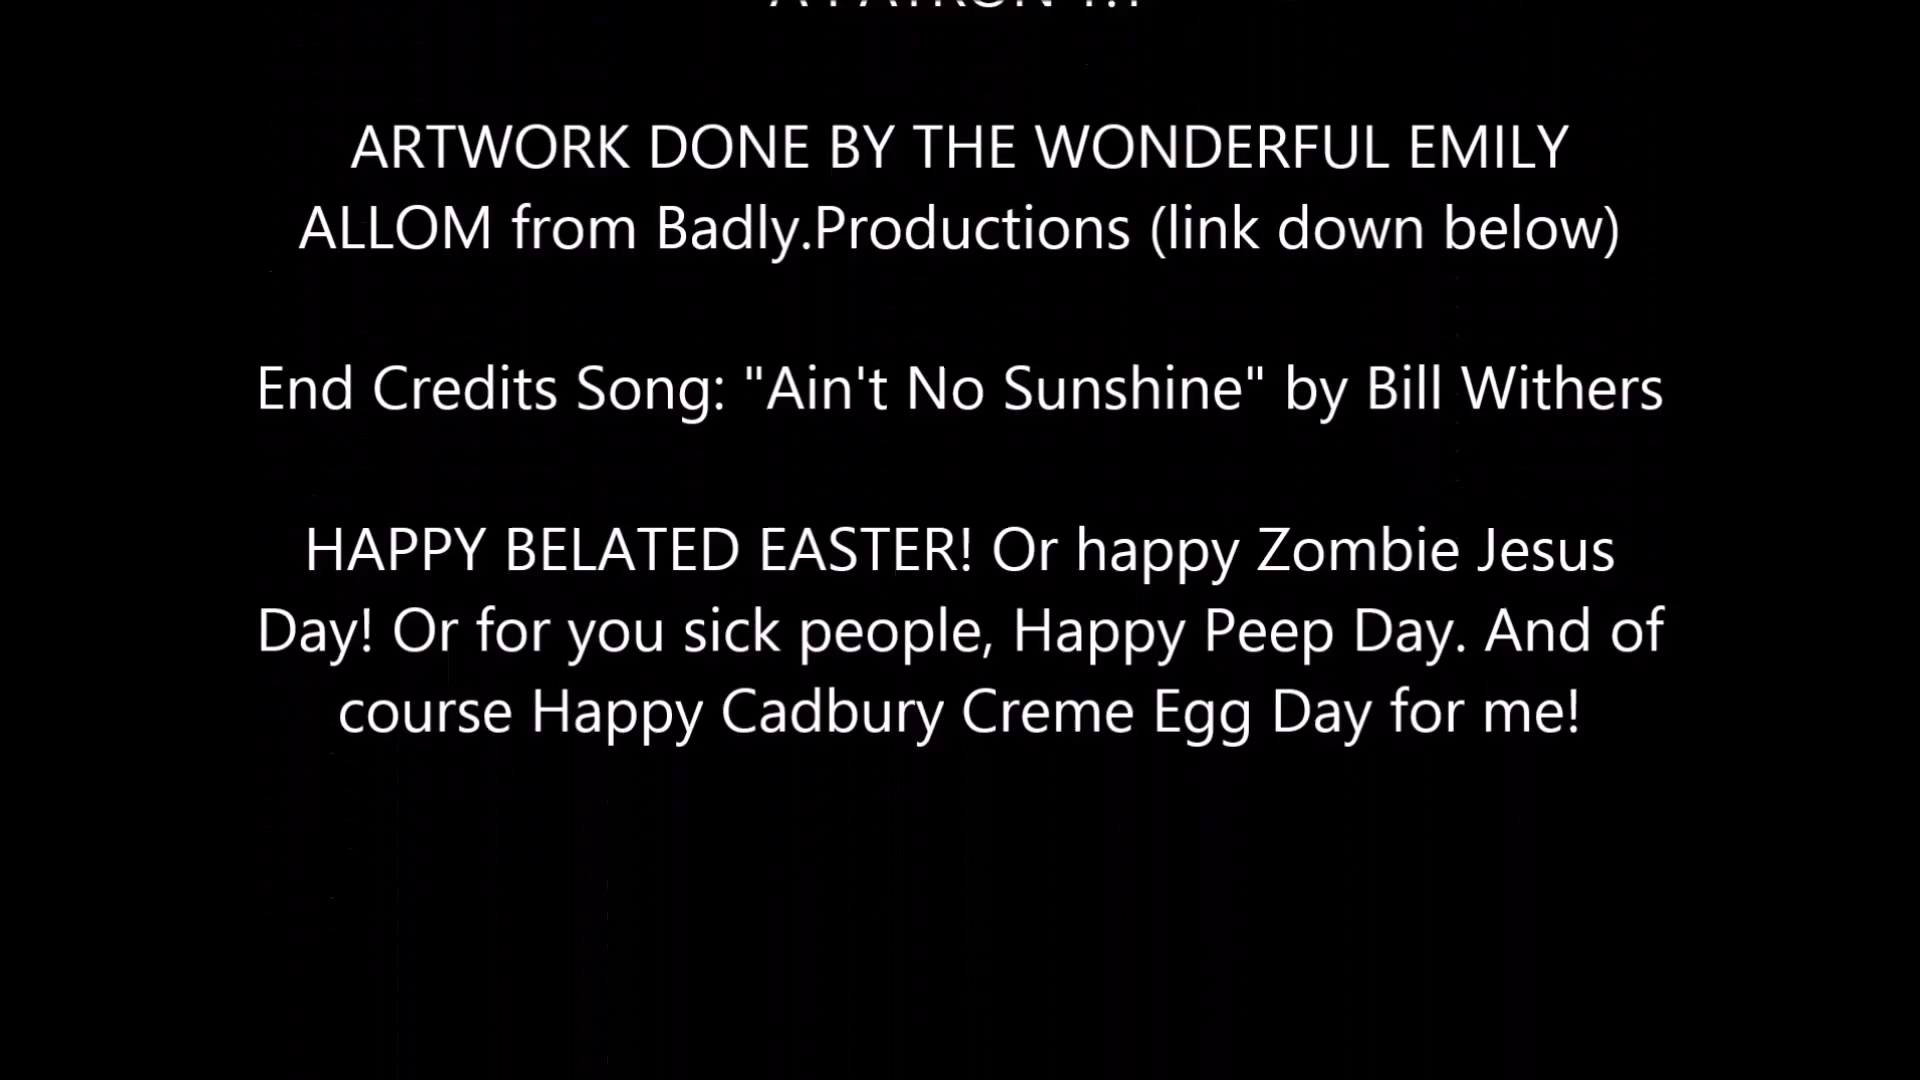 ARTWORK DONE BY THE WONDERFUL EMILY
ALLOM from Badly.Productions (link down below)
End Credits Song: "Ain't No Sunshine" by Bill Withers
HAPPY BELATED EASTER! Or happy Zombie Jesus
Day! Or for you sick people, Happy Peep Day. And of
course Happy Cadbury Creme Egg Day for me!